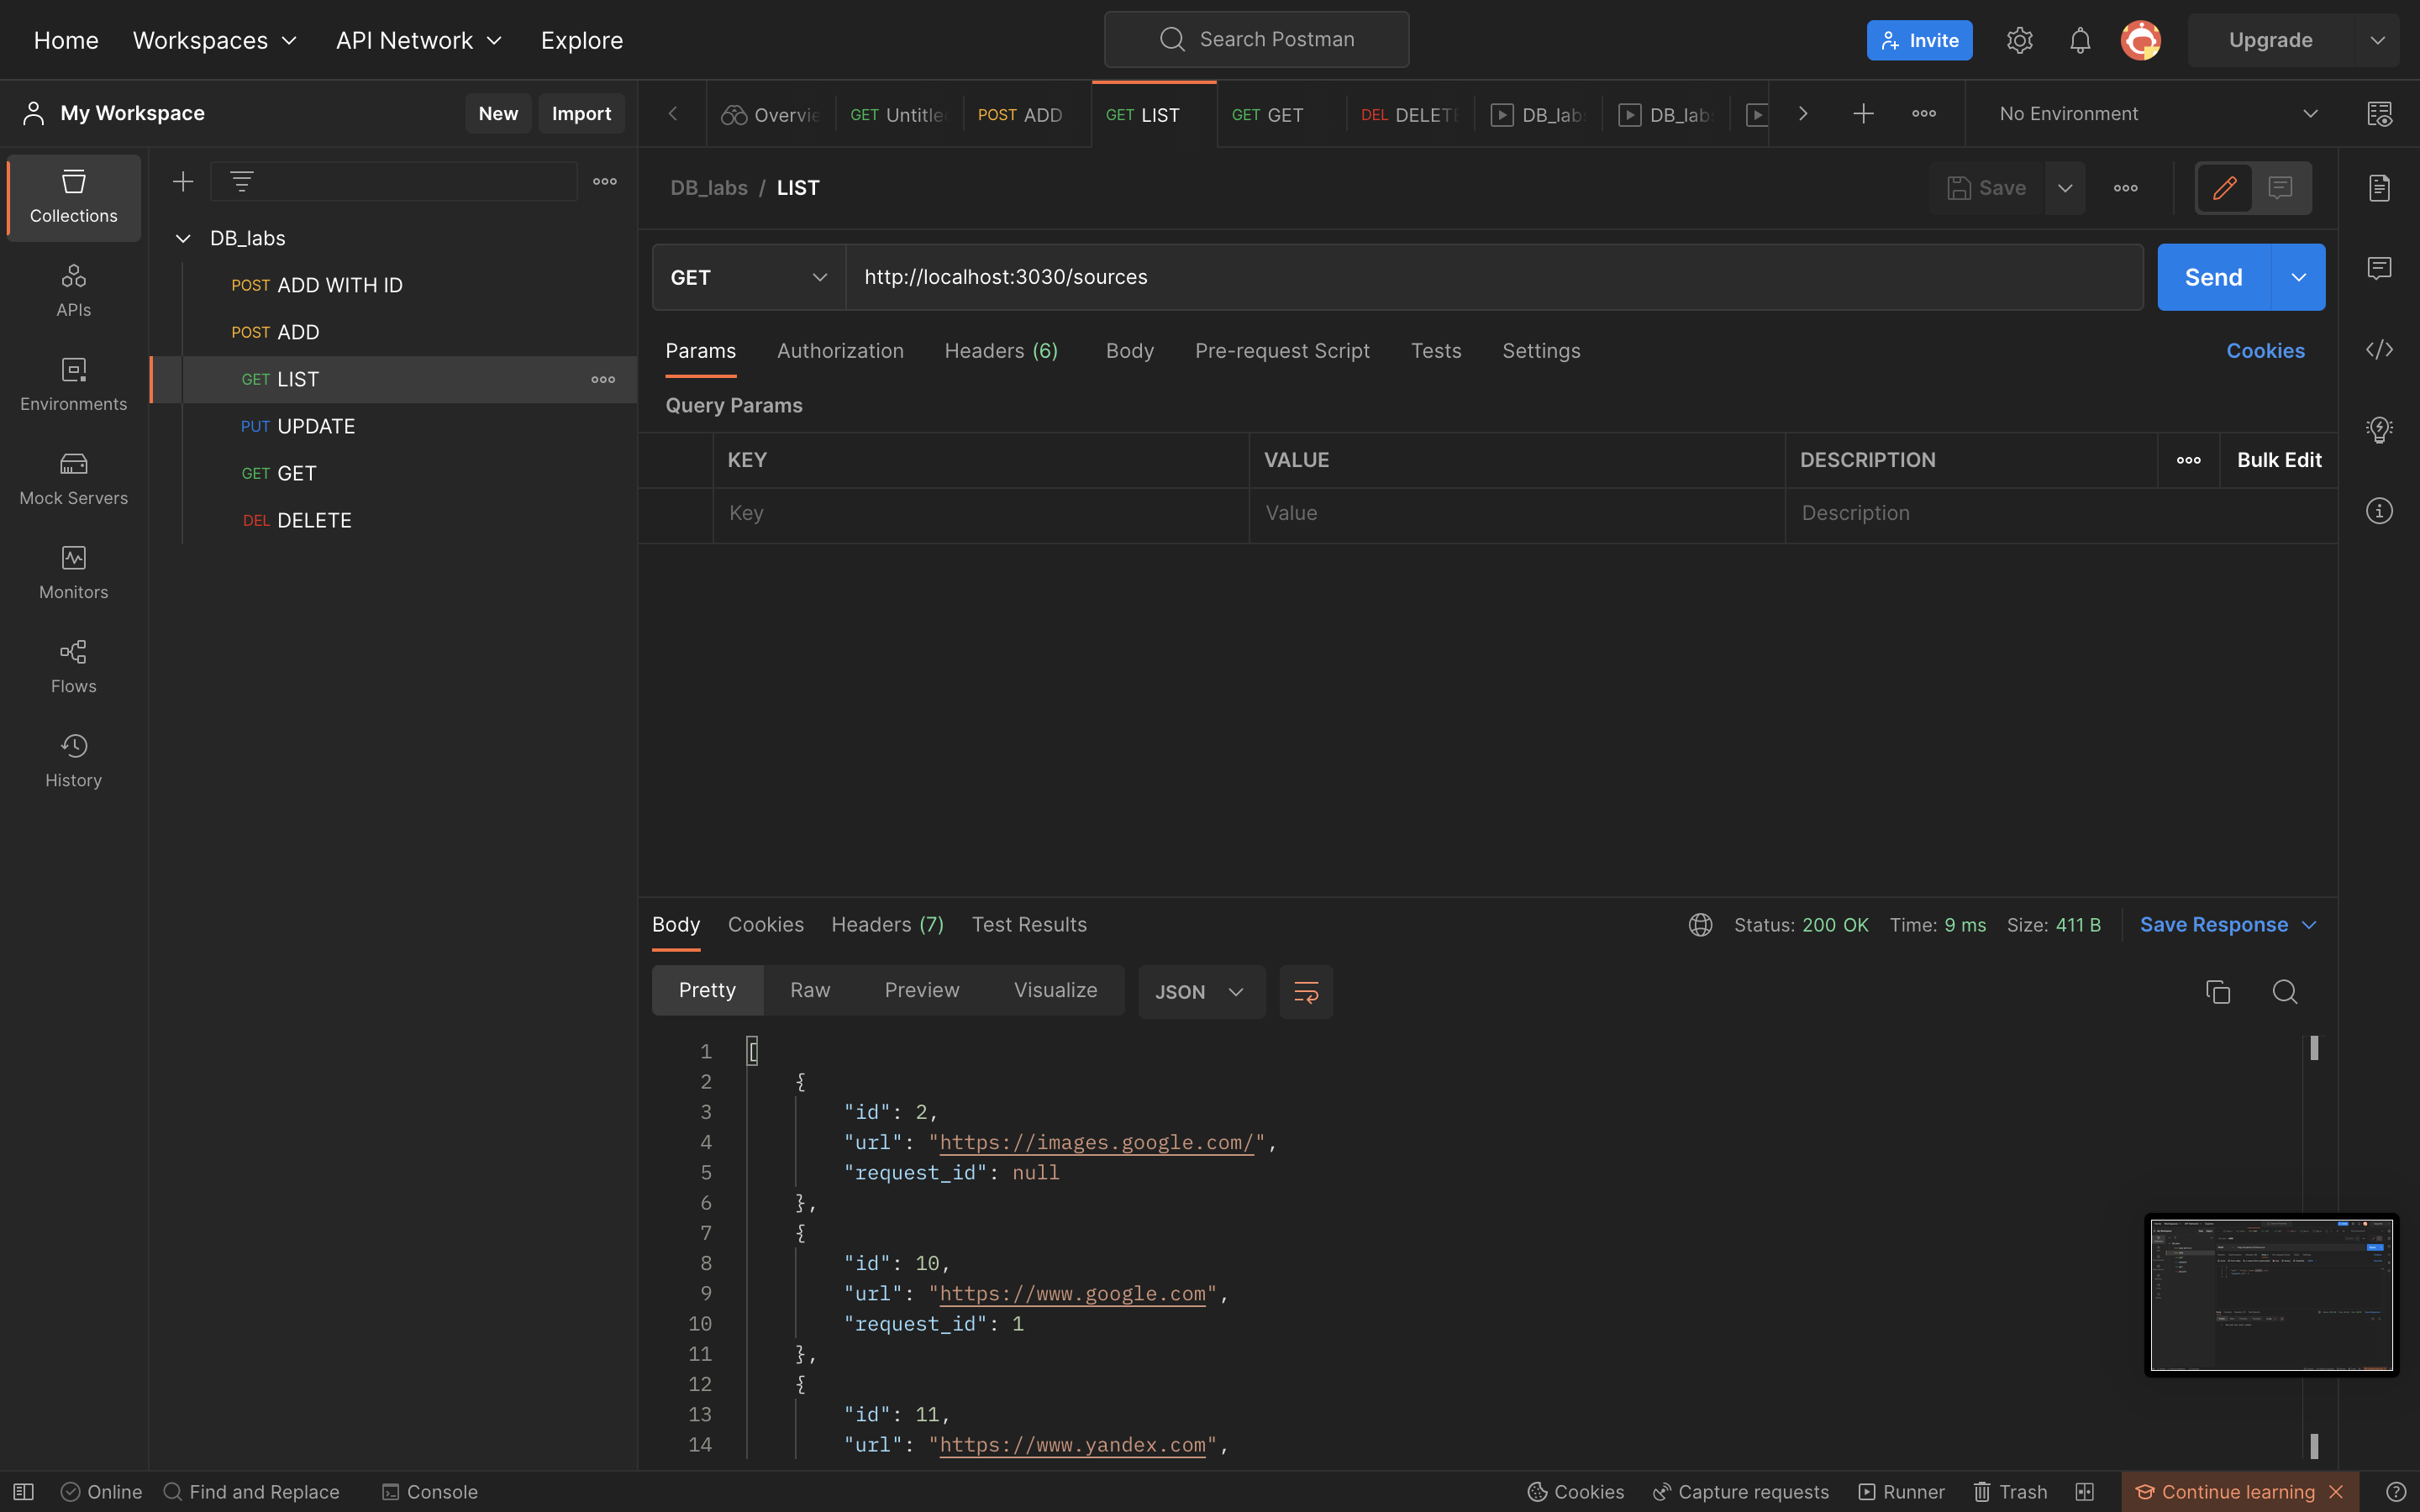 Home Workspaces API Network Explore Search Postman Invite Upgrade
My Workspace New Import Overvie GET Untitle POST ADD GET LIST GET GET DEL DELETE DB_lab DB_lab No Environment
Collections
APIs
Environments
Mock Servers
Monitors
Flows
History
DB_labs
POST ADD WITH ID
POST ADD
GET LIST
PUT UPDATE
GET GET
DEL DELETE
DB_labs / LIST Save
GET http://localhost:3030/sources Send
Params Authorization Headers (6) Body Pre-request Script Tests Settings Cookies
Query Params
KEY VALUE DESCRIPTION Bulk Edit
Key Value Description
Body Cookies Headers (7) Test Results Status: 200 OK Time: 9 ms Size: 411 B Save Response
Pretty Raw Preview Visualize JSON
1 [
2 {
3 "id": 2,
4 "url": "https://images.google.com/",
5 "request_id": null
6 },
7 {
8 "id": 10,
9 "url": "https://www.google.com",
10 "request_id": 1
11 },
12 {
13 "id": 11,
14 "url": "https://www.yandex.com",
Online Find and Replace Console Cookies Capture requests Runner Trash Continue learning